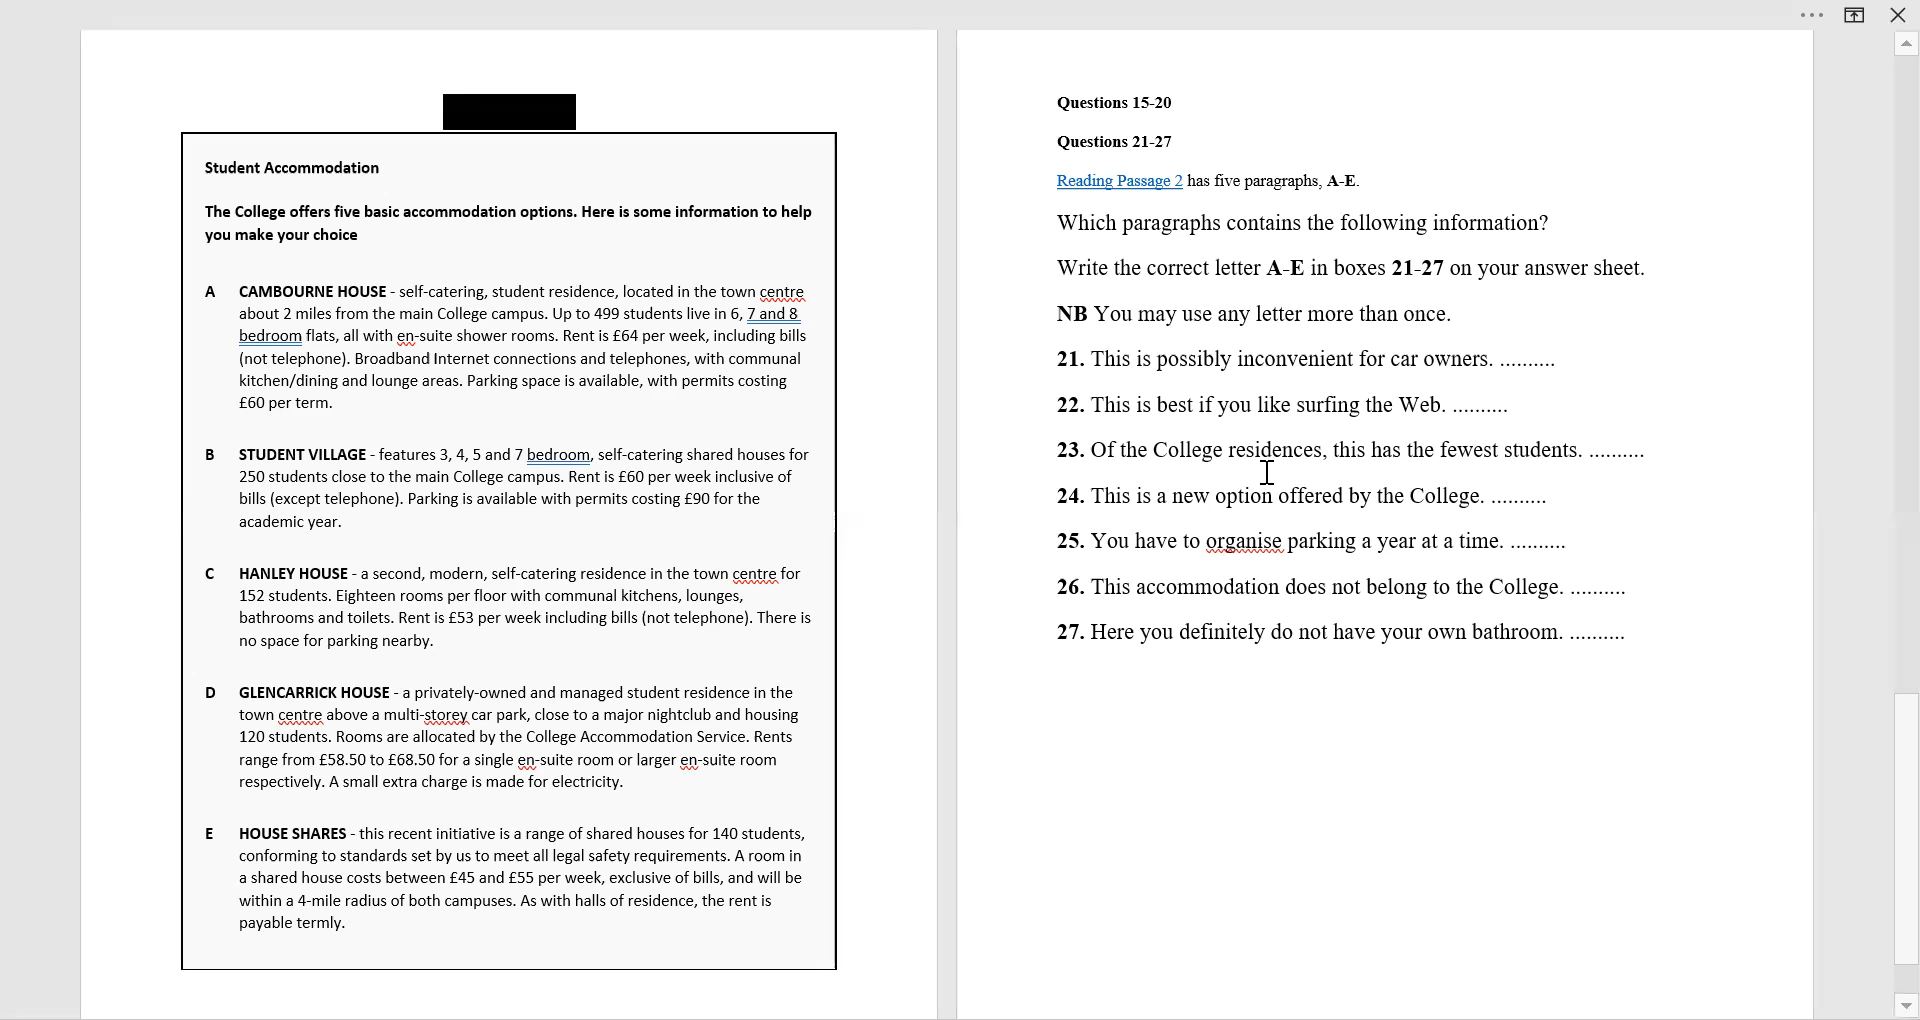 Student Accommodation
The College offers five basic accommodation options. Here is some information to help
you make your choice
A CAMBOURNE HOUSE - self-catering, student residence, located in the town centre
about 2 miles from the main College campus. Up to 499 students live in 6, 7 and 8
bedroom flats, all with en-suite shower rooms. Rent is £64 per week, including bills
(not telephone). Broadband Internet connections and telephones, with communal
kitchen/dining and lounge areas. Parking space is available, with permits costing
£60 per term.
B STUDENT VILLAGE - features 3, 4, 5 and 7 bedroom, self-catering shared houses for
250 students close to the main College campus. Rent is £60 per week inclusive of
bills (except telephone). Parking is available with permits costing £90 for the
academic year.
C HANLEY HOUSE - a second, modern, self-catering residence in the town centre for
152 students. Eighteen rooms per floor with communal kitchens, lounges,
bathrooms and toilets. Rent is £53 per week including bills (not telephone). There is
no space for parking nearby.
D GLENCARRICK HOUSE - a privately-owned and managed student residence in the
town centre above a multi-storey car park, close to a major nightclub and housing
120 students. Rooms are allocated by the College Accommodation Service. Rents
range from £58.50 to £68.50 for a single en-suite room or larger en-suite room
respectively. A small extra charge is made for electricity.
E HOUSE SHARES - this recent initiative is a range of shared houses for 140 students,
conforming to standards set by us to meet all legal safety requirements. A room in
a shared house costs between £45 and £55 per week, exclusive of bills, and will be
within a 4-mile radius of both campuses. As with halls of residence, the rent is
payable termly.
Questions 15-20
Questions 21-27
Reading Passage 2 has five paragraphs, A-E.
Which paragraphs contains the following information?
Write the correct letter A-E in boxes 21-27 on your answer sheet.
NB You may use any letter more than once.
21. This is possibly inconvenient for car owners. ..........
22. This is best if you like surfing the Web. ..........
23. Of the College residences, this has the fewest students. ..........
24. This is a new option offered by the College. ..........
25. You have to organise parking a year at a time. ..........
26. This accommodation does not belong to the College. ..........
27. Here you definitely do not have your own bathroom. ..........